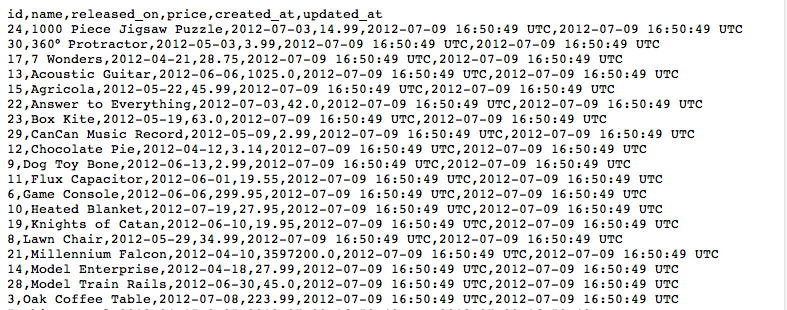 id,name,released_on,price,created_at,updated_at
24,1000 Piece Jigsaw Puzzle,2012-07-03,14.99,2012-07-09 16:50:49 UTC,2012-07-09 16:50:49 UTC
30,360° Protractor,2012-05-03,3.99,2012-07-09 16:50:49 UTC,2012-07-09 16:50:49 UTC
17,7 Wonders,2012-04-21,28.75,2012-07-09 16:50:49 UTC,2012-07-09 16:50:49 UTC
13,Acoustic Guitar,2012-06-06,1025.0,2012-07-09 16:50:49 UTC,2012-07-09 16:50:49 UTC
15,Agricola,2012-05-22,45.99,2012-07-09 16:50:49 UTC,2012-07-09 16:50:49 UTC
22,Answer to Everything,2012-07-03,42.0,2012-07-09 16:50:49 UTC,2012-07-09 16:50:49 UTC
23,Box Kite,2012-05-19,63.0,2012-07-09 16:50:49 UTC,2012-07-09 16:50:49 UTC
29,CanCan Music Record,2012-05-09,2.99,2012-07-09 16:50:49 UTC,2012-07-09 16:50:49 UTC
12,Chocolate Pie,2012-04-12,3.14,2012-07-09 16:50:49 UTC,2012-07-09 16:50:49 UTC
9,Dog Toy Bone,2012-06-13,2.99,2012-07-09 16:50:49 UTC,2012-07-09 16:50:49 UTC
11,Flux Capacitor,2012-06-01,19.55,2012-07-09 16:50:49 UTC,2012-07-09 16:50:49 UTC
6,Game Console,2012-06-06,299.95,2012-07-09 16:50:49 UTC,2012-07-09 16:50:49 UTC
10,Heated Blanket,2012-07-19,27.95,2012-07-09 16:50:49 UTC,2012-07-09 16:50:49 UTC
19,Knights of Catan,2012-06-10,19.95,2012-07-09 16:50:49 UTC,2012-07-09 16:50:49 UTC
8,Lawn Chair,2012-05-29,34.99,2012-07-09 16:50:49 UTC,2012-07-09 16:50:49 UTC
21,Millennium Falcon,2012-04-10,3597200.0,2012-07-09 16:50:49 UTC,2012-07-09 16:50:49 UTC
14,Model Enterprise,2012-04-18,27.99,2012-07-09 16:50:49 UTC,2012-07-09 16:50:49 UTC
28,Model Train Rails,2012-06-30,45.0,2012-07-09 16:50:49 UTC,2012-07-09 16:50:49 UTC
3,Oak Coffee Table,2012-07-08,223.99,2012-07-09 16:50:49 UTC,2012-07-09 16:50:49 UTC